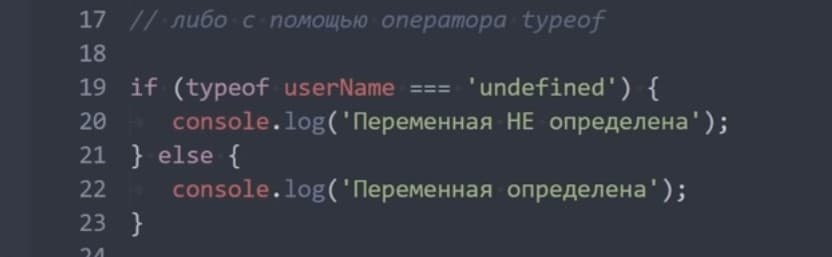 17 // либо с помощью оператора typeof
18
19 if (typeof userName === 'undefined') {
20 console.log('Переменная НЕ определена');
21 } else {
22 console.log('Переменная определена');
23 }
24